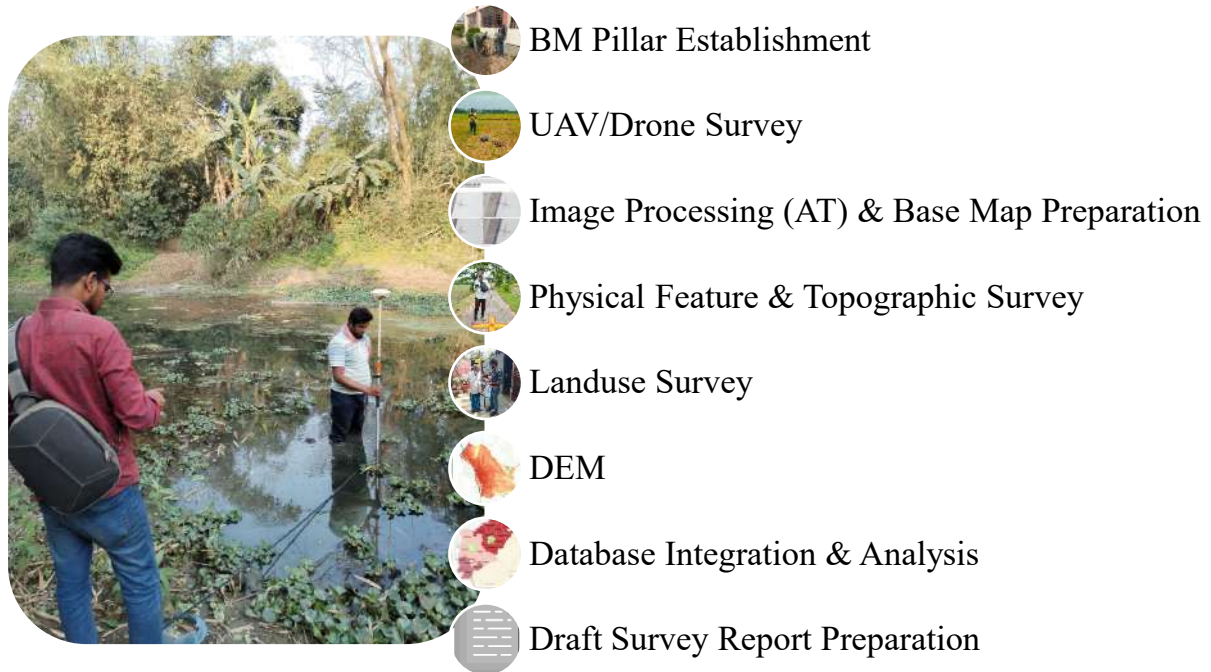 BM Pillar Establishment
UAV/Drone Survey
Image Processing (AT) & Base Map Preparation
Physical Feature & Topographic Survey
Landuse Survey
DEM
Database Integration & Analysis
Draft Survey Report Preparation